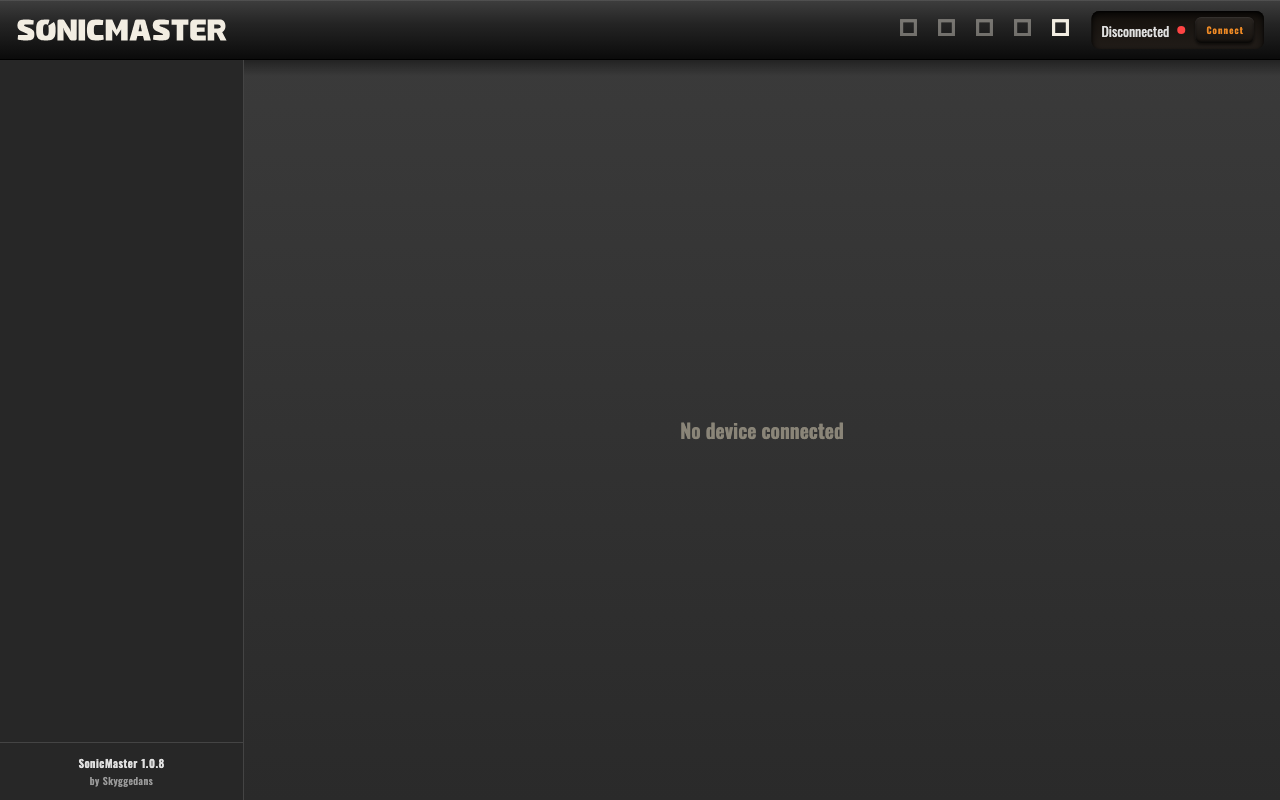 SONICMASTER
Disconnected
Connect
No device connected
SonicMaster 1.0.8
by Skyggedans